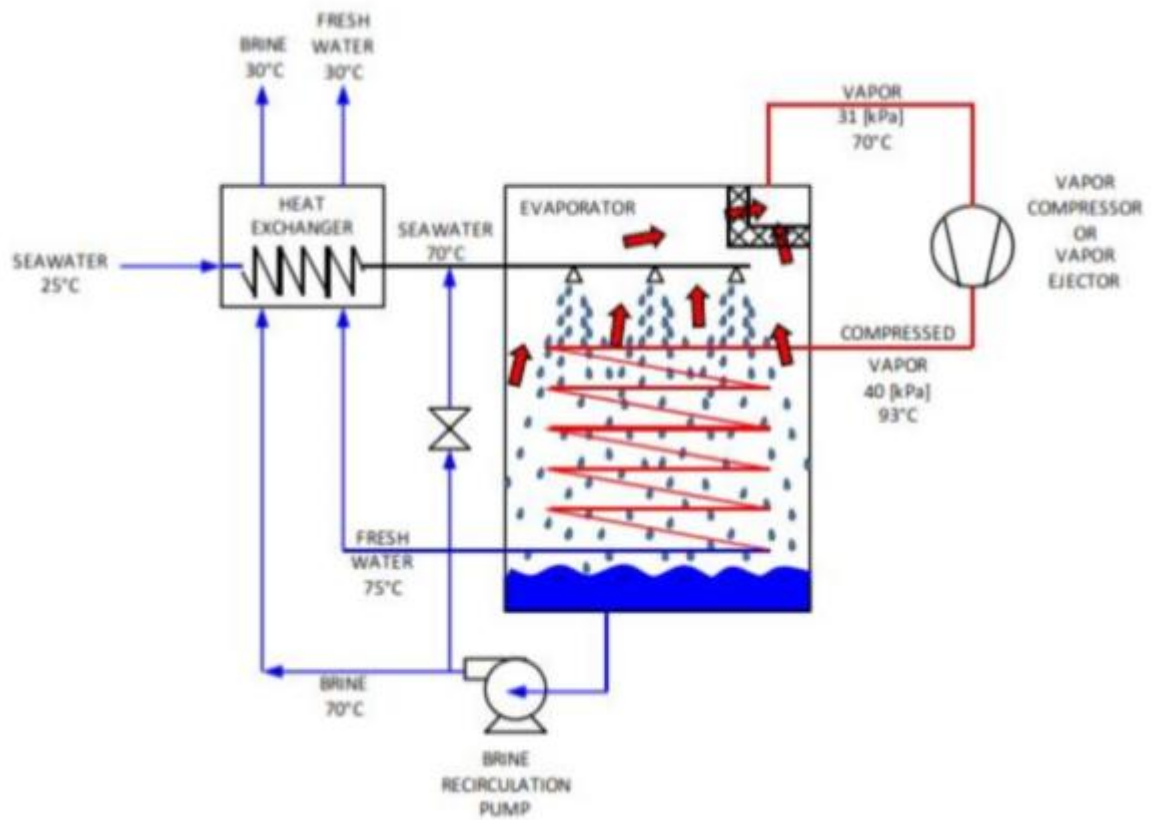 FRESH
WATER
30°C
BRINE
30°C
VAPOR
31 [kPa]
70°C
HEAT
EXCHANGER
EVAPORATOR
VAPOR
COMPRESSOR
OR
VAPOR
EJECTOR
SEAWATER
70°C
SEAWATER
25°C
COMPRESSED
VAPOR
40 [kPa]
93°C
FRESH
WATER
75°C
BRINE
70°C
BRINE
RECIRCULATION
PUMP